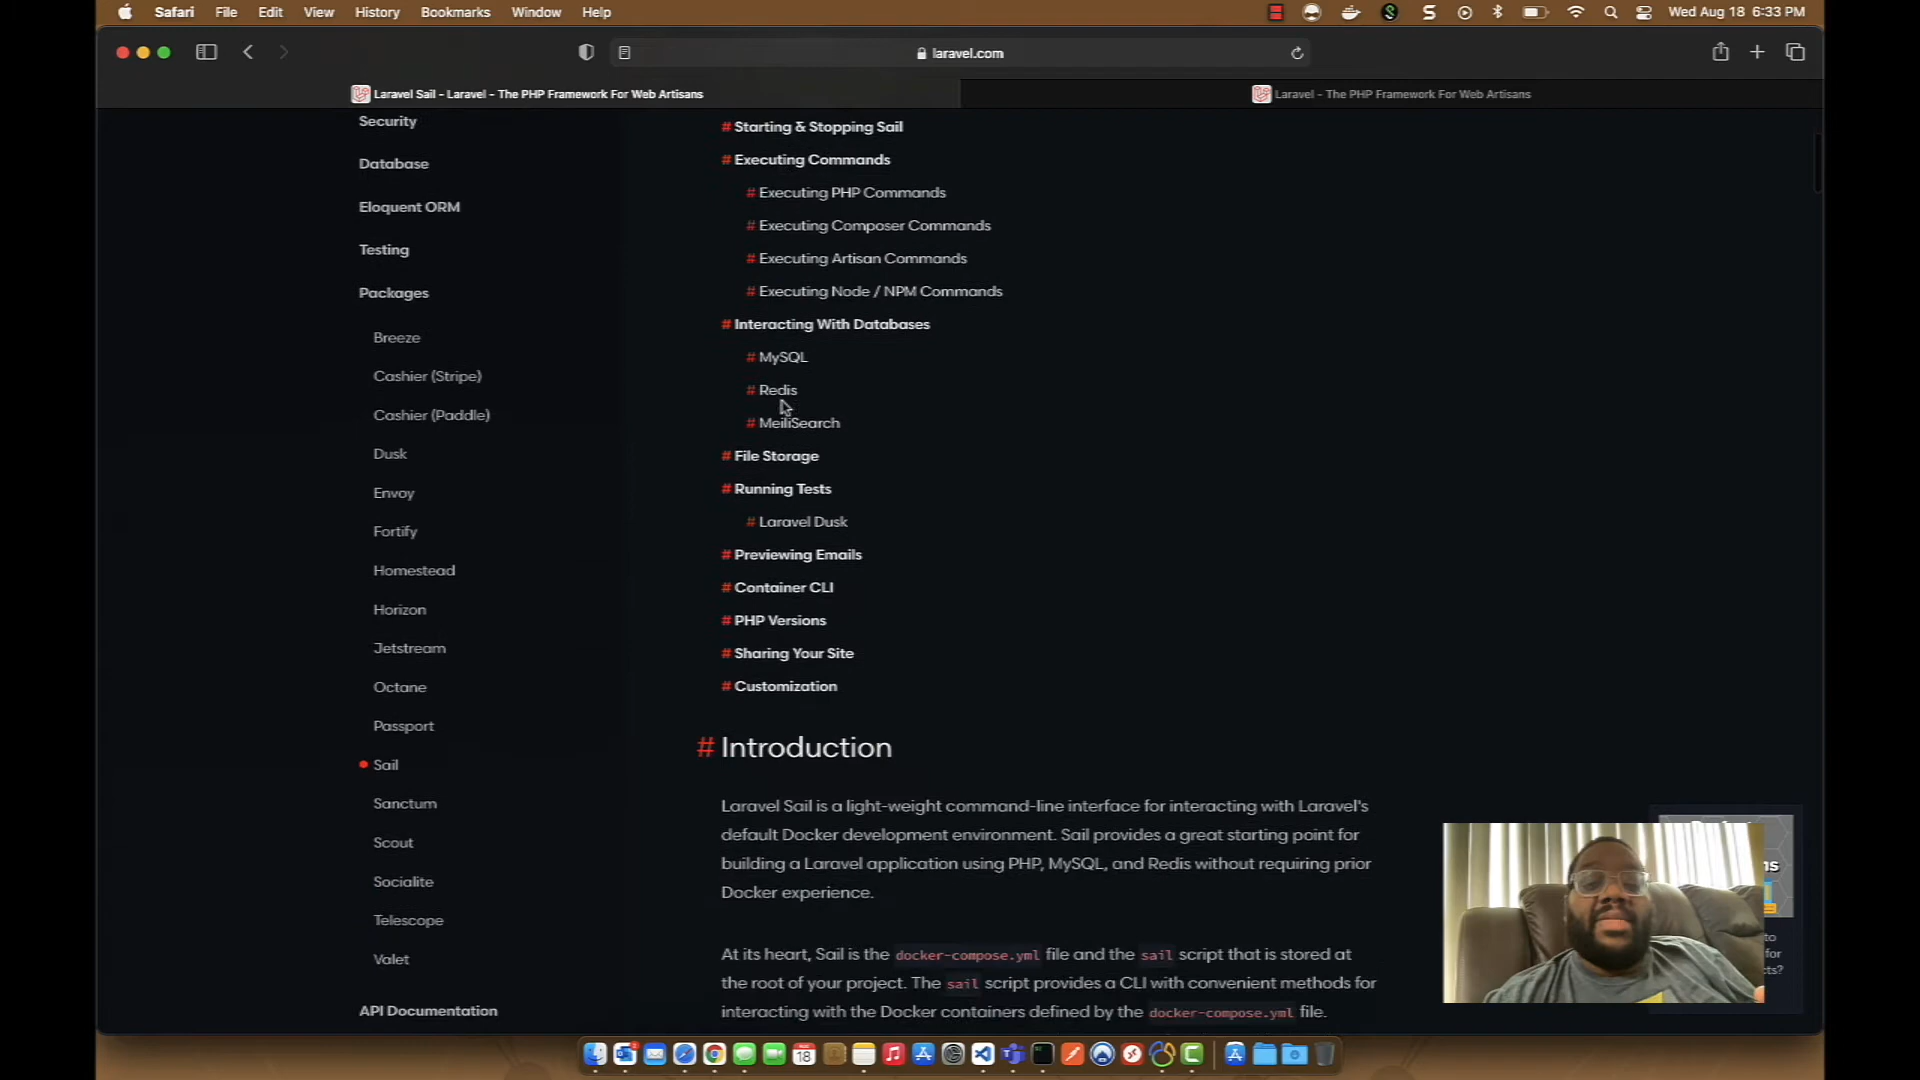 Safari File Edit View History Bookmarks Window Help Wed Aug 18 6:33 PM
laravel.com
Laravel Sail - Laravel - The PHP Framework For Web Artisans
Laravel - The PHP Framework For Web Artisans
Security
Database
Eloquent ORM
Testing
Packages
Breeze
Cashier (Stripe)
Cashier (Paddle)
Dusk
Envoy
Fortify
Homestead
Horizon
Jetstream
Octane
Passport
Sail
Sanctum
Scout
Socialite
Telescope
Valet
API Documentation
# Starting & Stopping Sail
# Executing Commands
# Executing PHP Commands
# Executing Composer Commands
# Executing Artisan Commands
# Executing Node / NPM Commands
# Interacting With Databases
# MySQL
# Redis
# MeiliSearch
# File Storage
# Running Tests
# Laravel Dusk
# Previewing Emails
# Container CLI
# PHP Versions
# Sharing Your Site
# Customization
# Introduction
Laravel Sail is a light-weight command-line interface for interacting with Laravel's
default Docker development environment. Sail provides a great starting point for
building a Laravel application using PHP, MySQL, and Redis without requiring prior
Docker experience.
At its heart, Sail is the docker-compose.yml file and the sail script that is stored at
the root of your project. The sail script provides a CLI with convenient methods for
interacting with the Docker containers defined by the docker-compose.yml file.
to
for
18